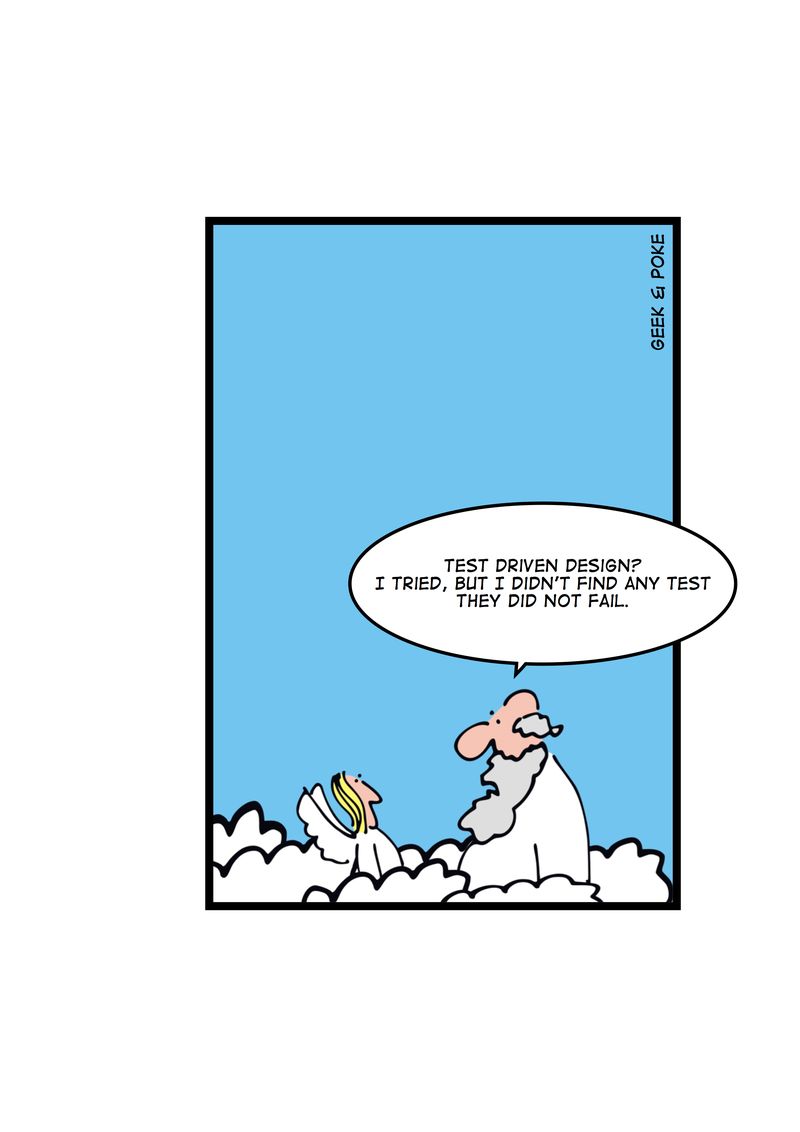 GEEK & POKE
TEST DRIVEN DESIGN?
I TRIED, BUT I DIDN'T FIND ANY TEST
THEY DID NOT FAIL.